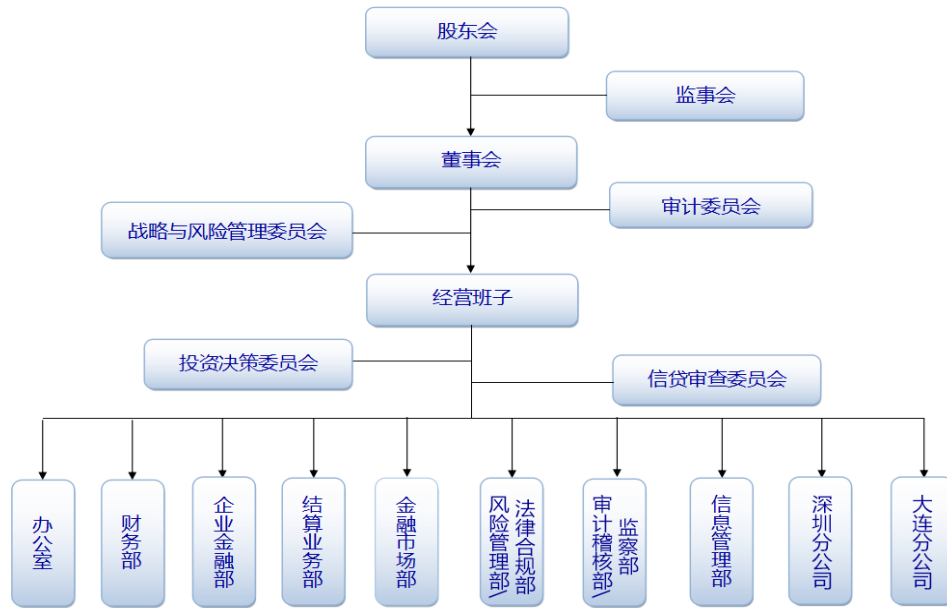 股东会
监事会
董事会
审计委员会
战略与风险管理委员会
经营班子
投资决策委员会
信贷审查委员会
办公室
财务部
企业金融部
结算业务部
金融市场部
风险管理部/
法律合规部
审计稽核部/
监察部
信息管理部
深圳分公司
大连分公司